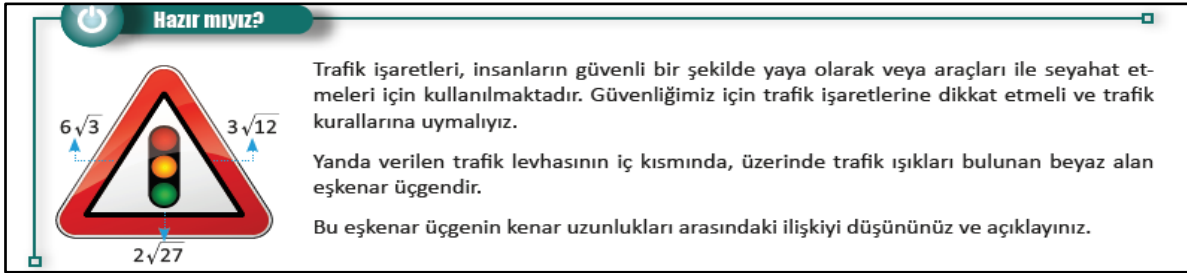 Hazır mıyız?
Trafik işaretleri, insanların güvenli bir şekilde yaya olarak veya araçları ile seyahat et-
meleri için kullanılmaktadır. Güvenliğimiz için trafik işaretlerine dikkat etmeli ve trafik
kurallarına uymalıyız.
6√3 3√12
Yanda verilen trafik levhasının iç kısmında, üzerinde trafik ışıkları bulunan beyaz alan
eşkenar üçgendir.
Bu eşkenar üçgenin kenar uzunlukları arasındaki ilişkiyi düşününüz ve açıklayınız.
2√27